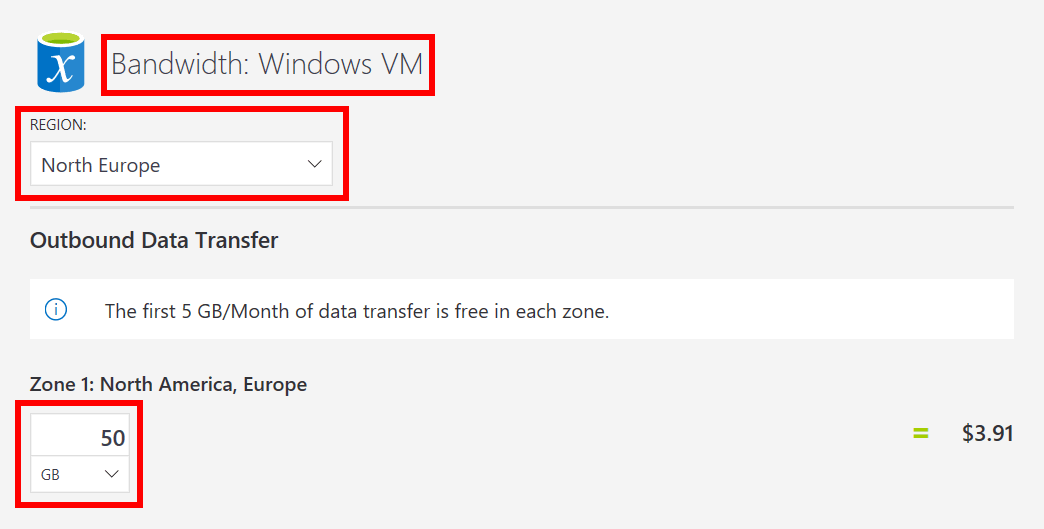 x
Bandwidth: Windows VM
REGION:
North Europe
Outbound Data Transfer
The first 5 GB/Month of data transfer is free in each zone.
Zone 1: North America, Europe
50
GB
= $3.91